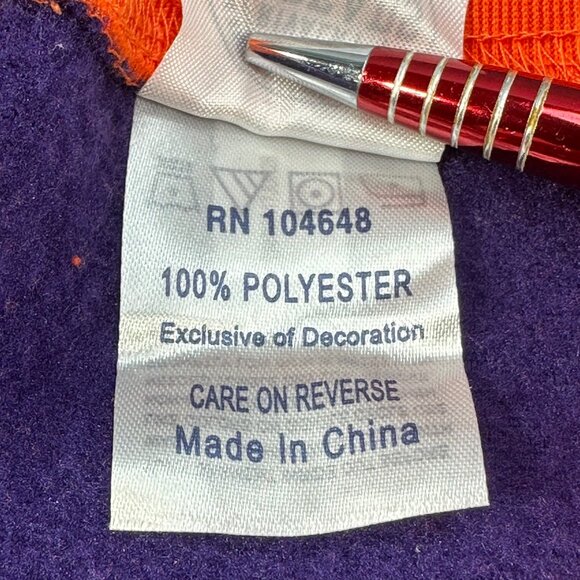 RN 104648
100% POLYESTER
Exclusive of Decoration
CARE ON REVERSE
Made In China